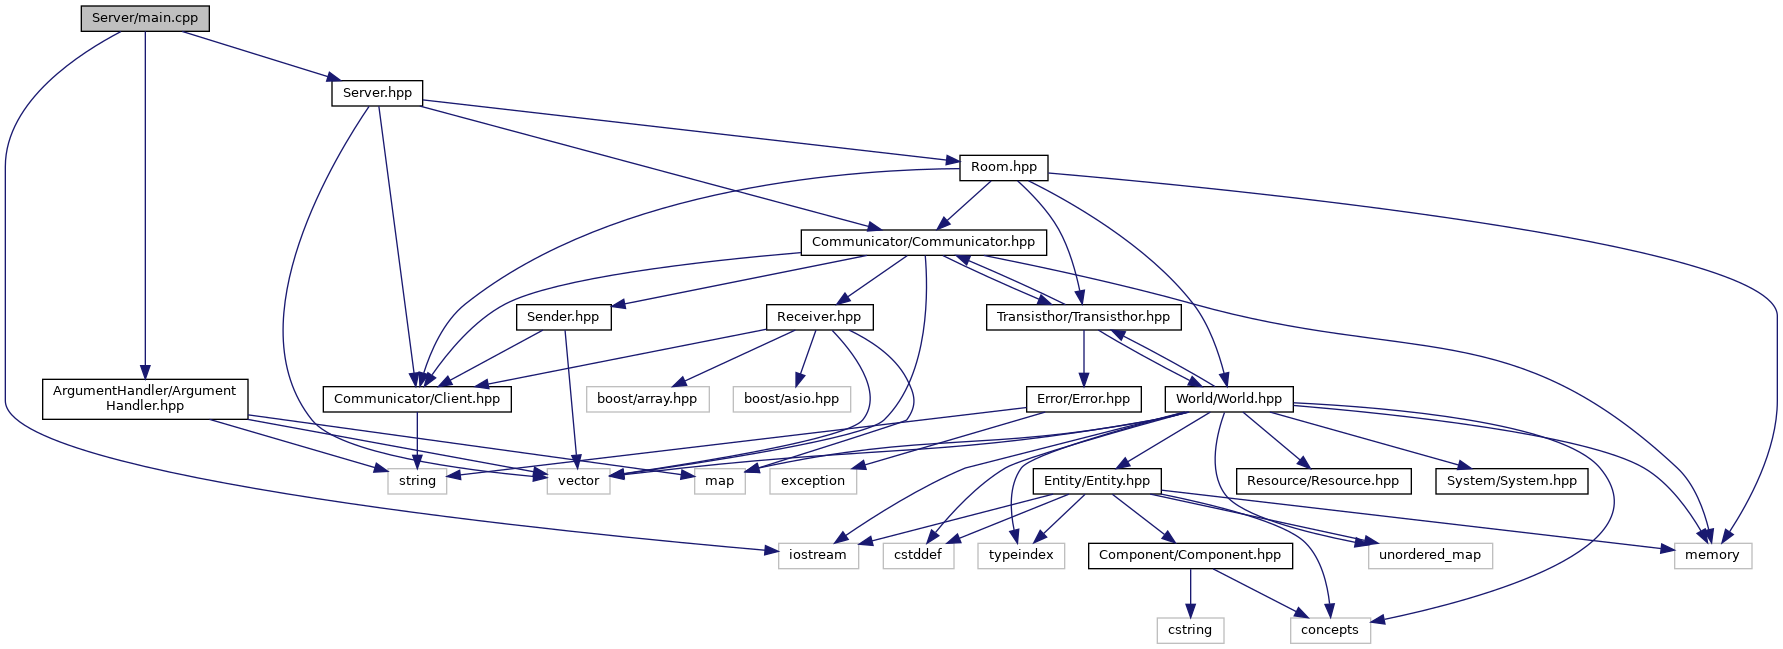 Server/main.cpp
Server.hpp
Room.hpp
Communicator/Communicator.hpp
Sender.hpp
Receiver.hpp
Transisthor/Transisthor.hpp
ArgumentHandler/Argument
Handler.hpp
Communicator/Client.hpp
boost/array.hpp
boost/asio.hpp
Error/Error.hpp
World/World.hpp
string
vector
map
exception
Entity/Entity.hpp
Resource/Resource.hpp
System/System.hpp
iostream
cstddef
typeindex
Component/Component.hpp
unordered_map
memory
cstring
concepts